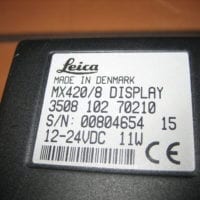 Leica
MADE IN DENMARK
MX420/8 DISPLAY
3508 102 70210
S/N: 00804654 15
12-24VDC 11W CE